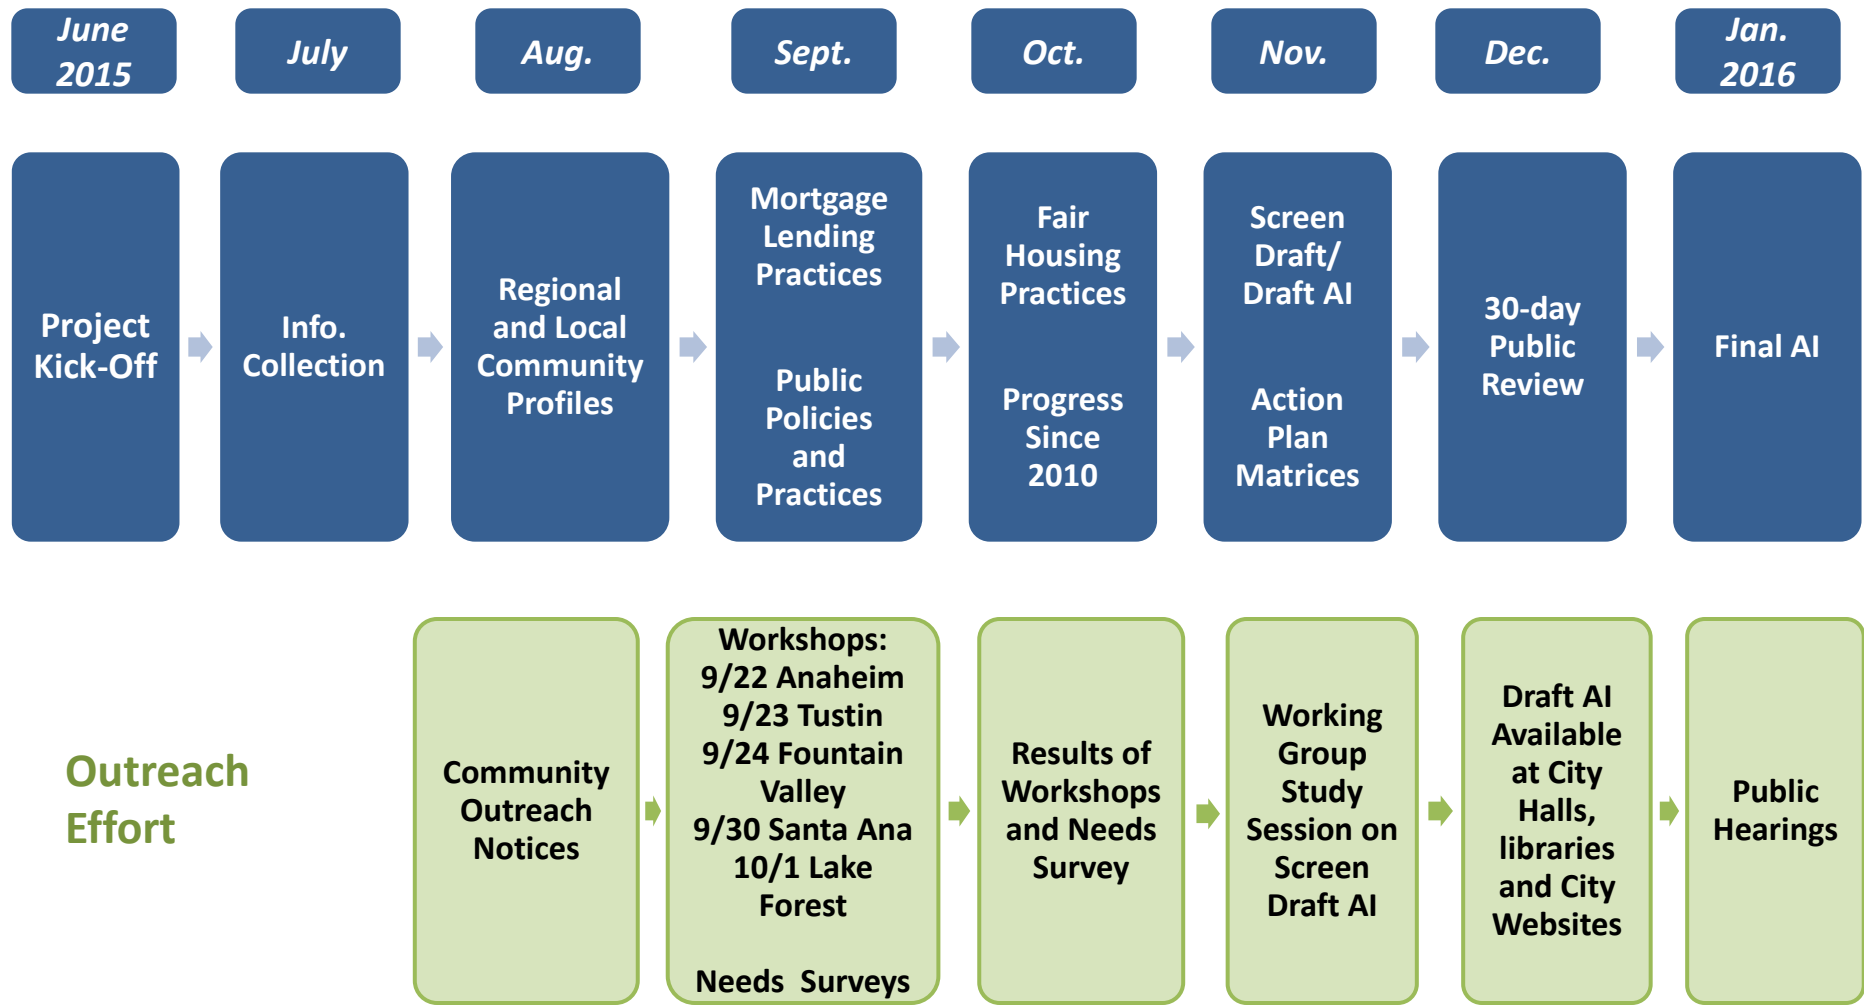 June
2015
July
Aug.
Sept.
Oct.
Nov.
Dec.
Jan.
2016
Project
Kick-Off
Info.
Collection
Regional
and Local
Community
Profiles
Mortgage
Lending
Practices
Public
Policies
and
Practices
Fair
Housing
Practices
Progress
Since
2010
Screen
Draft/
Draft AI
Action
Plan
Matrices
30-day
Public
Review
Final AI
Outreach
Effort
Community
Outreach
Notices
Workshops:
9/22 Anaheim
9/23 Tustin
9/24 Fountain
Valley
9/30 Santa Ana
10/1 Lake
Forest
Needs  Surveys
Results of
Workshops
and Needs
Survey
Working
Group
Study
Session on
Screen
Draft AI
Draft AI
Available
at City
Halls,
libraries
and City
Websites
Public
Hearings